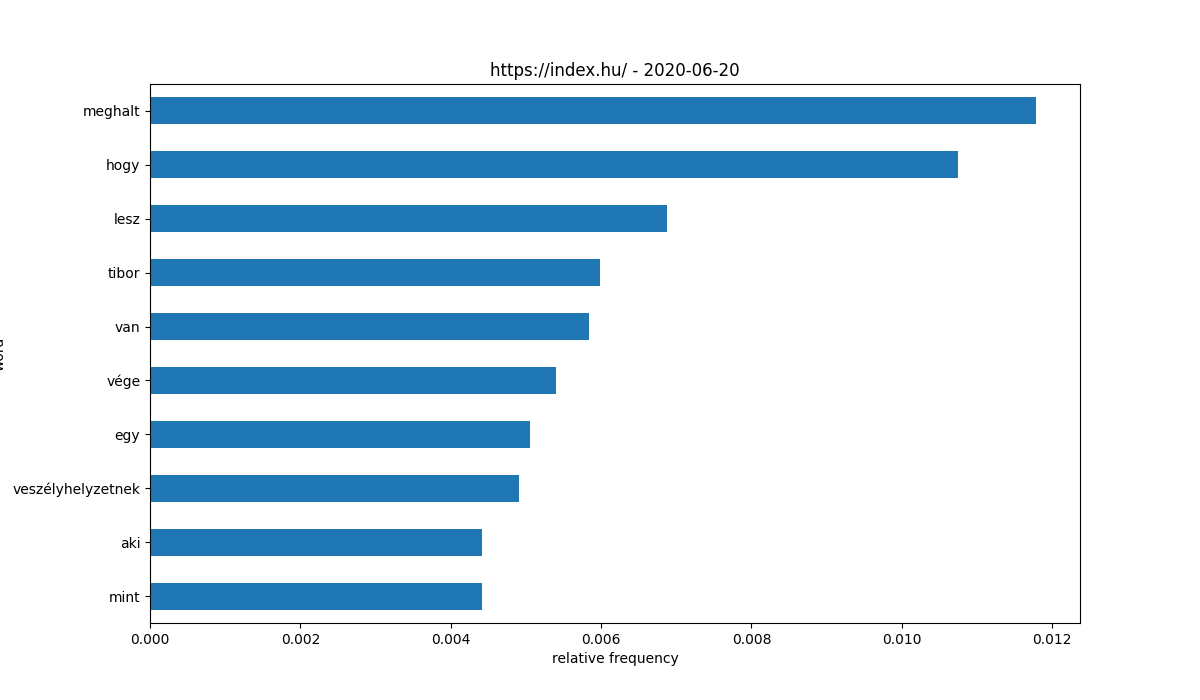 https://index.hu/ - 2020-06-20
meghalt
hogy
lesz
tibor
van
vége
egy
veszélyhelyzetnek
aki
mint
0.000 0.002 0.004 0.006 0.008 0.010 0.012
relative frequency